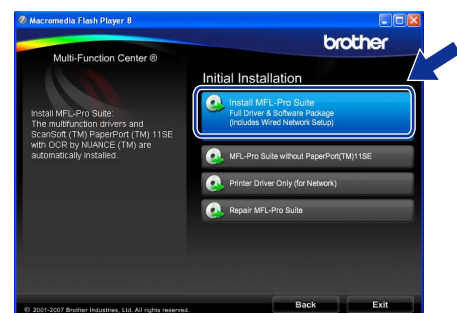 Macromedia Flash Player 8
brother
Multi-Function Center ®
Initial Installation
Install MFL-Pro Suite:
The multifunction drivers and
ScanSoft (TM) PaperPort (TM) 11SE
with OCR by NUANCE (TM) are
automatically installed.
Install MFL-Pro Suite
Full Driver & Software Package
(Includes Wired Network Setup)
MFL-Pro Suite without PaperPort(TM)11SE
Printer Driver Only (for Network)
Repair MFL-Pro Suite
© 2001-2007 Brother Industries, Ltd. All rights reserved.
Back
Exit